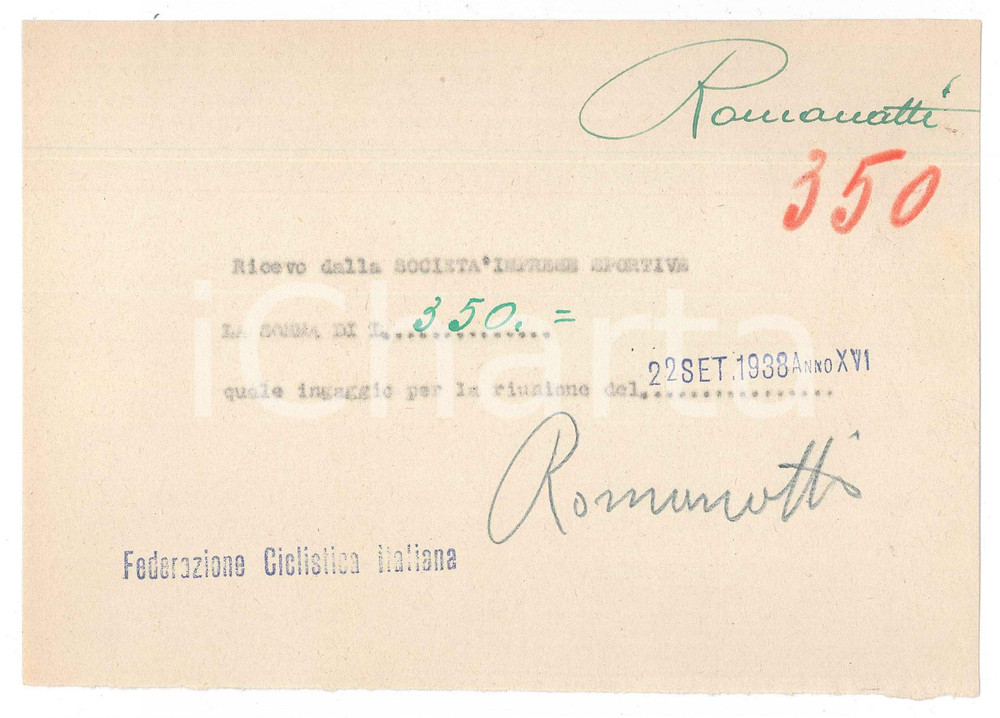 Romanatti
350
Ricevo dalla SOCIETA' IMPRESE SPORTIVE
LA SOMMA DI L. 350. =
quale ingaggio per la riunione del 22 SET. 1938 ANNO XVI
Romanatti
Federazione Ciclistica Italiana
iCharta